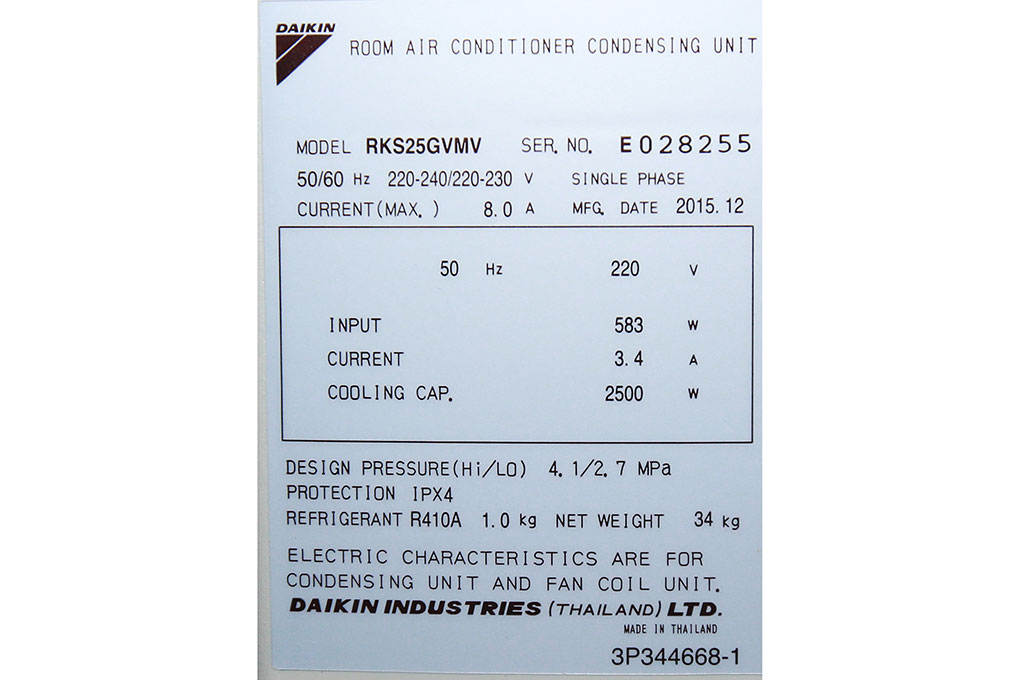 DAIKIN
ROOM AIR CONDITIONER CONDENSING UNIT
MODEL RKS25GVMV SER. NO. E028255
50/60 Hz 220-240/220-230 V SINGLE PHASE
CURRENT(MAX. ) 8.0 A MFG. DATE 2015.12
50 Hz 220 V
INPUT 583 W
CURRENT 3.4 A
COOLING CAP. 2500 W
DESIGN PRESSURE(Hi/LO) 4.1/2.7 MPa
PROTECTION IPX4
REFRIGERANT R410A 1.0 kg NET WEIGHT 34 kg
ELECTRIC CHARACTERISTICS ARE FOR
CONDENSING UNIT AND FAN COIL UNIT.
DAIKIN INDUSTRIES (THAILAND) LTD.
MADE IN THAILAND
3P344668-1